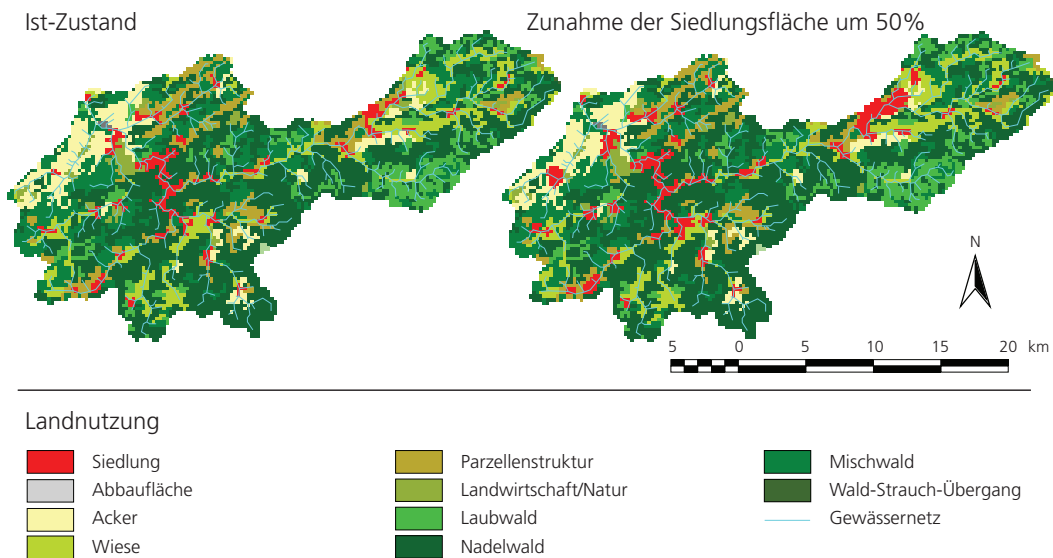 Ist-Zustand
Zunahme der Siedlungsfläche um 50%
N
5 0 5 10 15 20 km
Landnutzung
Siedlung
Abbaufläche
Acker
Wiese
Parzellenstruktur
Landwirtschaft/Natur
Laubwald
Nadelwald
Mischwald
Wald-Strauch-Übergang
Gewässernetz